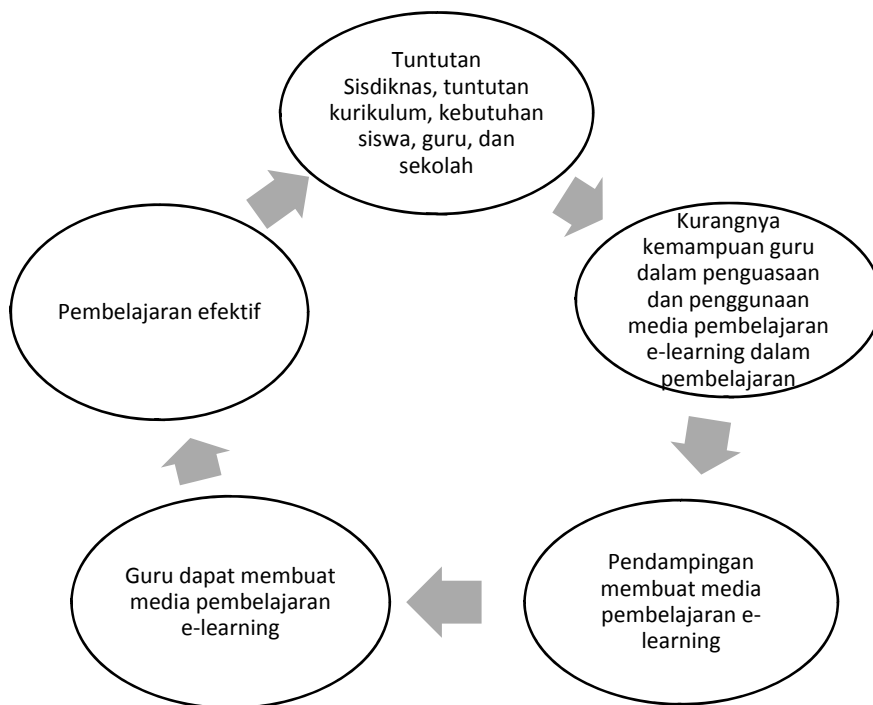 Tuntutan
Sisdiknas, tuntutan
kurikulum, kebutuhan
siswa, guru, dan
sekolah
Kurangnya
kemampuan guru
dalam penguasaan
dan penggunaan
media pembelajaran
e-learning dalam
pembelajaran
Pendampingan
membuat media
pembelajaran e-
learning
Guru dapat membuat
media pembelajaran
e-learning
Pembelajaran efektif